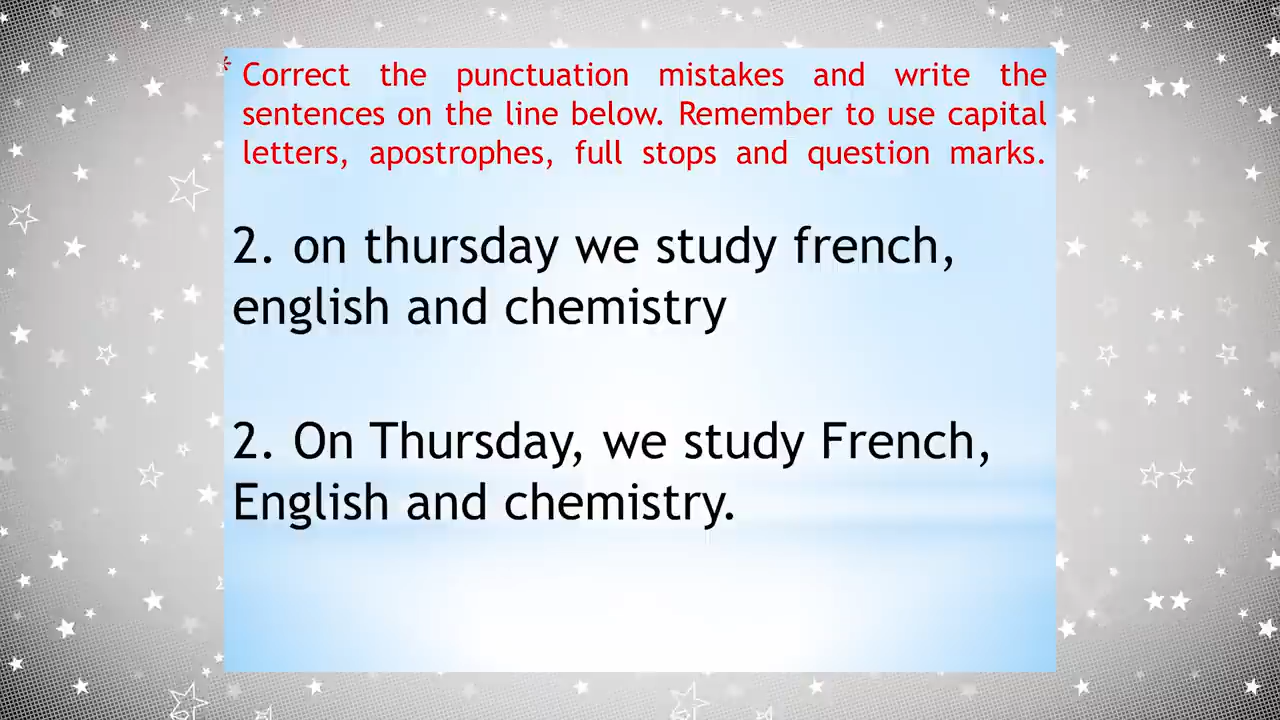 * Correct the punctuation mistakes and write the
sentences on the line below. Remember to use capital
letters, apostrophes, full stops and question marks.
2. on thursday we study french,
english and chemistry
2. On Thursday, we study French,
English and chemistry.